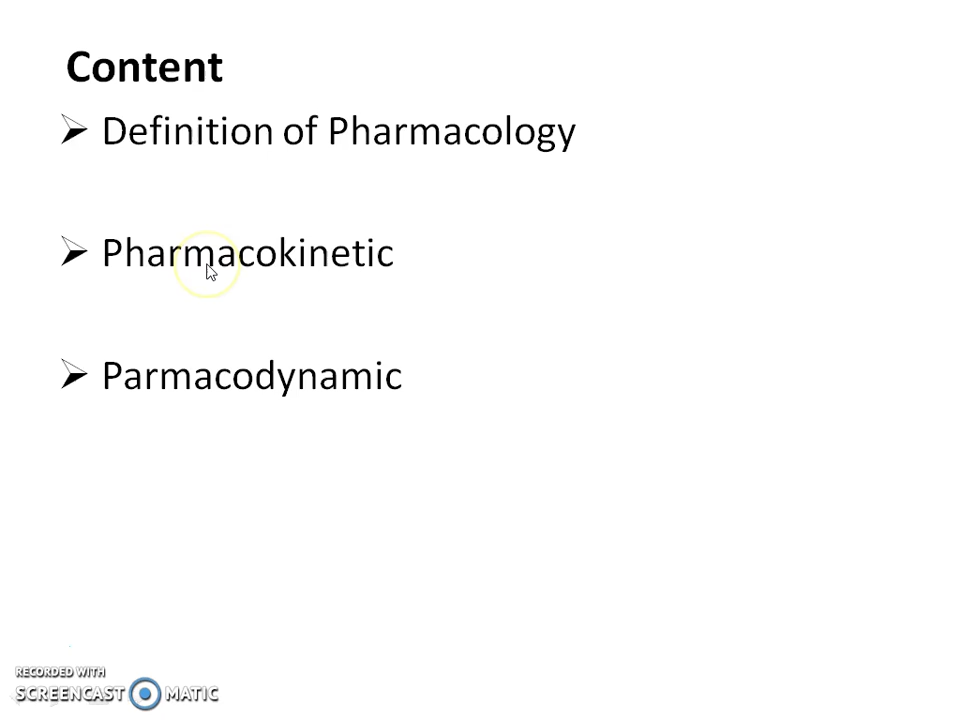 Content
Definition of Pharmacology
Pharmacokinetic
Parmacodynamic
RECORDED WITH
SCREENCAST MATIC